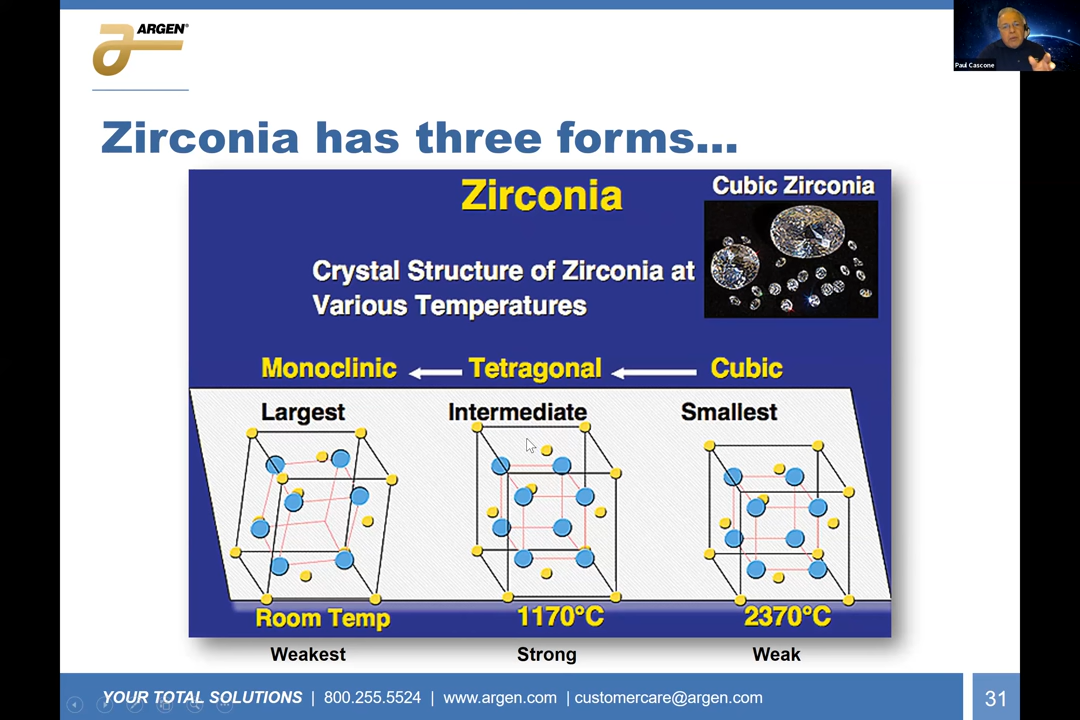 ARGEN®
Paul Cascone
Zirconia has three forms...
Zirconia
Cubic Zirconia
Crystal Structure of Zirconia at
Various Temperatures
Monoclinic
Tetragonal
Cubic
Largest
Intermediate
Smallest
Room Temp
1170°C
2370°C
Weakest
Strong
Weak
YOUR TOTAL SOLUTIONS | 800.255.5524 | www.argen.com | customercare@argen.com
31